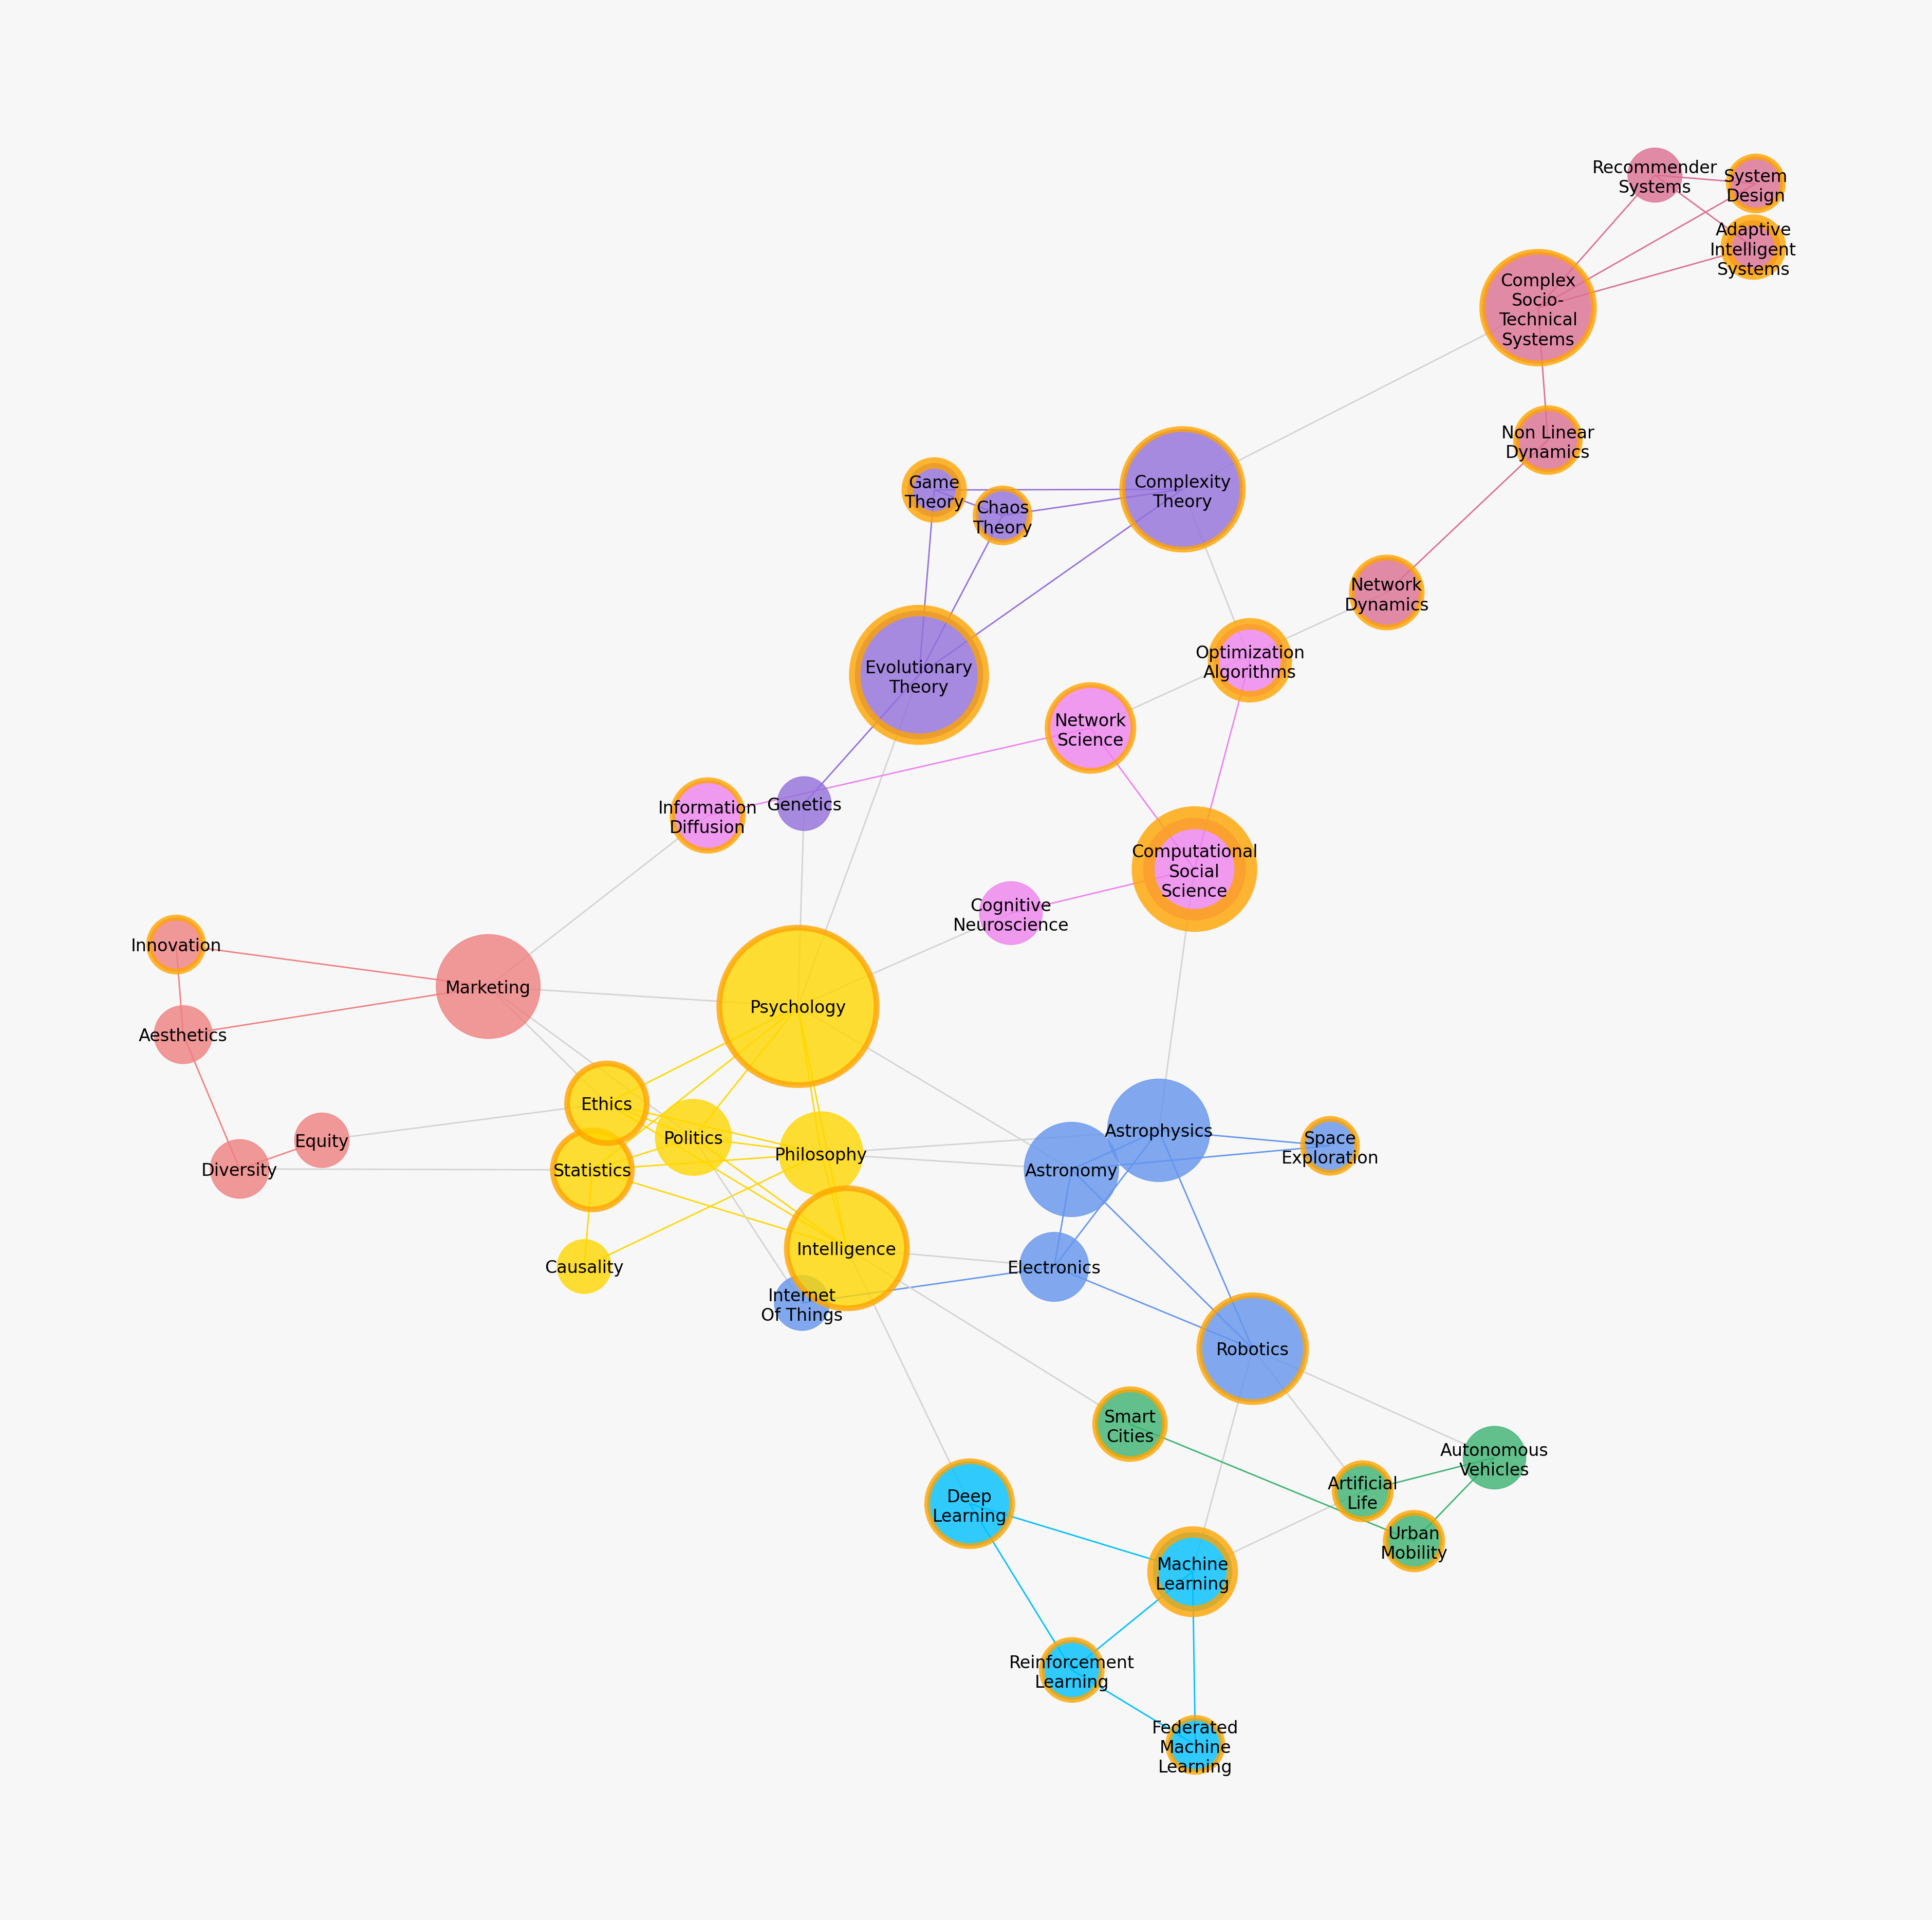 Recommender
Systems
System
Design
Adaptive
Intelligent
Systems
Complex
Socio-
Technical
Systems
Non Linear
Dynamics
Game
Theory
Chaos
Theory
Complexity
Theory
Network
Dynamics
Optimization
Algorithms
Evolutionary
Theory
Network
Science
Information
Diffusion
Genetics
Computational
Social
Science
Cognitive
Neuroscience
Innovation
Marketing
Psychology
Aesthetics
Ethics
Politics
Astrophysics
Equity
Space
Exploration
Philosophy
Diversity
Statistics
Astronomy
Intelligence
Causality
Electronics
Internet
Of Things
Robotics
Smart
Cities
Autonomous
Vehicles
Artificial
Life
Deep
Learning
Urban
Mobility
Machine
Learning
Reinforcement
Learning
Federated
Machine
Learning